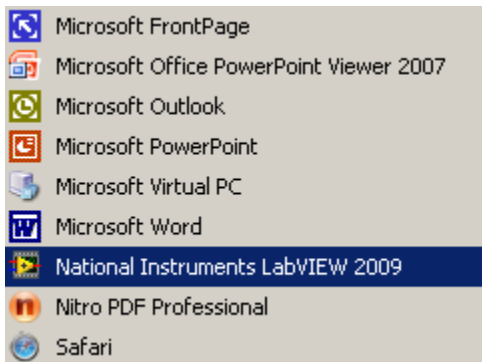 Microsoft FrontPage
Microsoft Office PowerPoint Viewer 2007
Microsoft Outlook
Microsoft PowerPoint
Microsoft Virtual PC
Microsoft Word
National Instruments LabVIEW 2009
Nitro PDF Professional
Safari